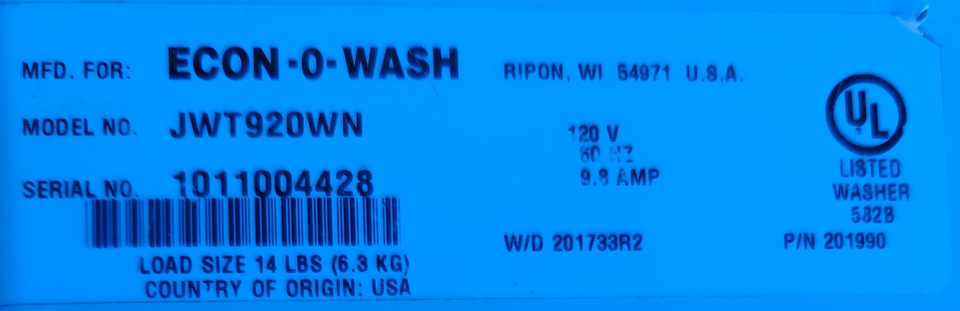 MFD. FOR: ECON-O-WASH RIPON, WI 54971 U.S.A.
MODEL NO. JWT920WN
120 V
60 HZ
9.8 AMP
SERIAL NO. 1011004428
UL
LISTED
WASHER
582B
W/D 201733R2
P/N 201990
LOAD SIZE 14 LBS (6.3 KG)
COUNTRY OF ORIGIN: USA